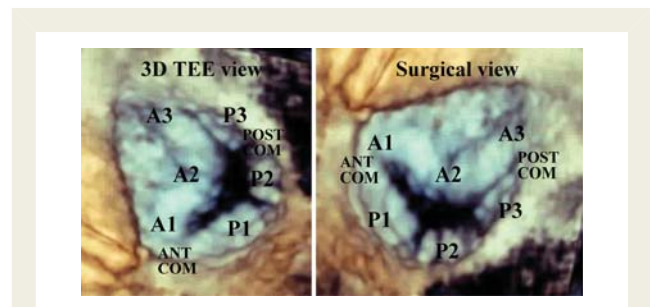 3D TEE view
A3
P3
POST
COM
A2
P2
A1
P1
ANT
COM
Surgical view
A1
A3
ANT
COM
POST
COM
A2
P1
P3
P2